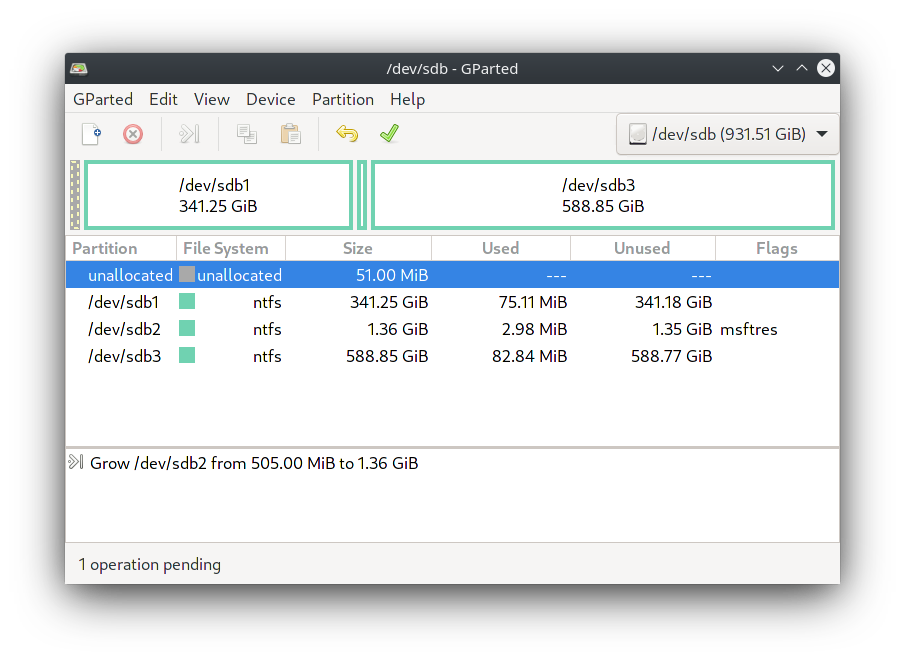 /dev/sdb - GParted
GParted Edit View Device Partition Help
/dev/sdb (931.51 GiB)
/dev/sdb1
341.25 GiB
/dev/sdb3
588.85 GiB
Partition File System Size Used Unused Flags
unallocated unallocated 51.00 MiB --- ---
/dev/sdb1 ntfs 341.25 GiB 75.11 MiB 341.18 GiB
/dev/sdb2 ntfs 1.36 GiB 2.98 MiB 1.35 GiB msftres
/dev/sdb3 ntfs 588.85 GiB 82.84 MiB 588.77 GiB
Grow /dev/sdb2 from 505.00 MiB to 1.36 GiB
1 operation pending